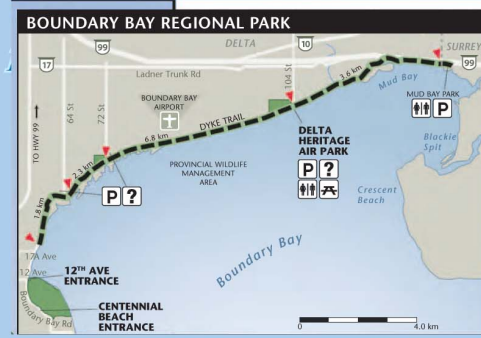 BOUNDARY BAY REGIONAL PARK
DELTA
SURREY
99
10
17
99
Ladner Trunk Rd
104 St
3.6 km
Mud Bay
64 St
72 St
BOUNDARY BAY
AIRPORT
MUD BAY PARK
P
TO HWY 99
DYKE TRAIL
6.8 km
DELTA
HERITAGE
AIR PARK
P ?
Blackie
Spit
PROVINCIAL WILDLIFE
MANAGEMENT
AREA
2.3 km
P ?
Crescent
Beach
1.8 km
17A Ave
12 Ave
12TH AVE
ENTRANCE
Boundary Bay
CENTENNIAL
BEACH
ENTRANCE
Boundary Bay Rd
0
4.0 km